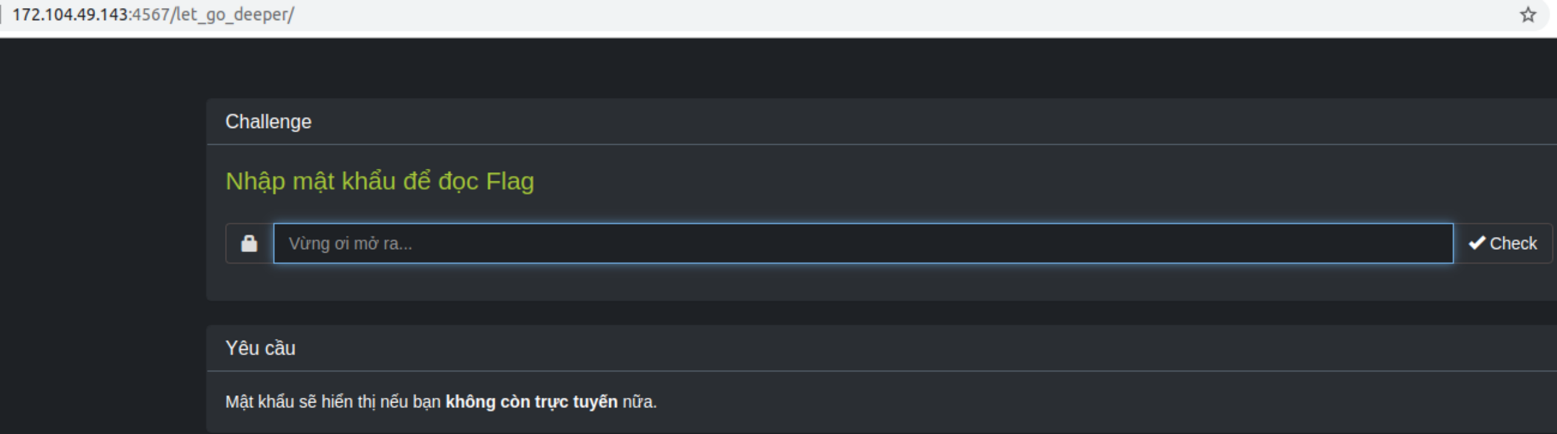 172.104.49.143:4567/let_go_deeper/
Challenge
Nhập mật khẩu để đọc Flag
Vừng ơi mở ra...
Check
Yêu cầu
Mật khẩu sẽ hiển thị nếu bạn không còn trực tuyến nữa.